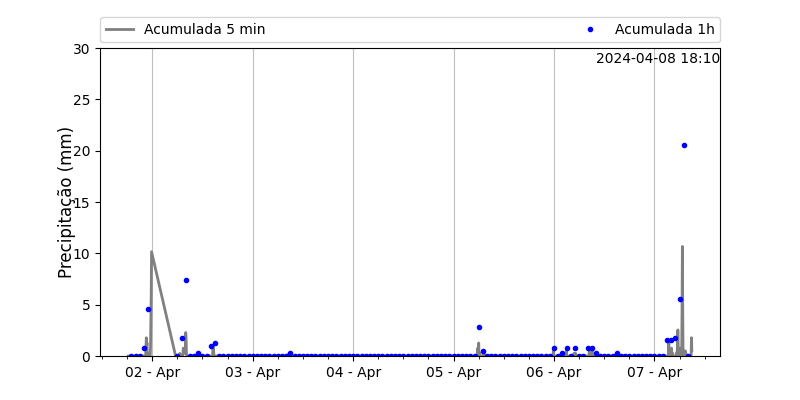 Acumulada 5 min
Acumulada 1h
2024-04-08 18:10
Precipitação (mm)
30
25
20
15
10
5
0
02 - Apr
03 - Apr
04 - Apr
05 - Apr
06 - Apr
07 - Apr